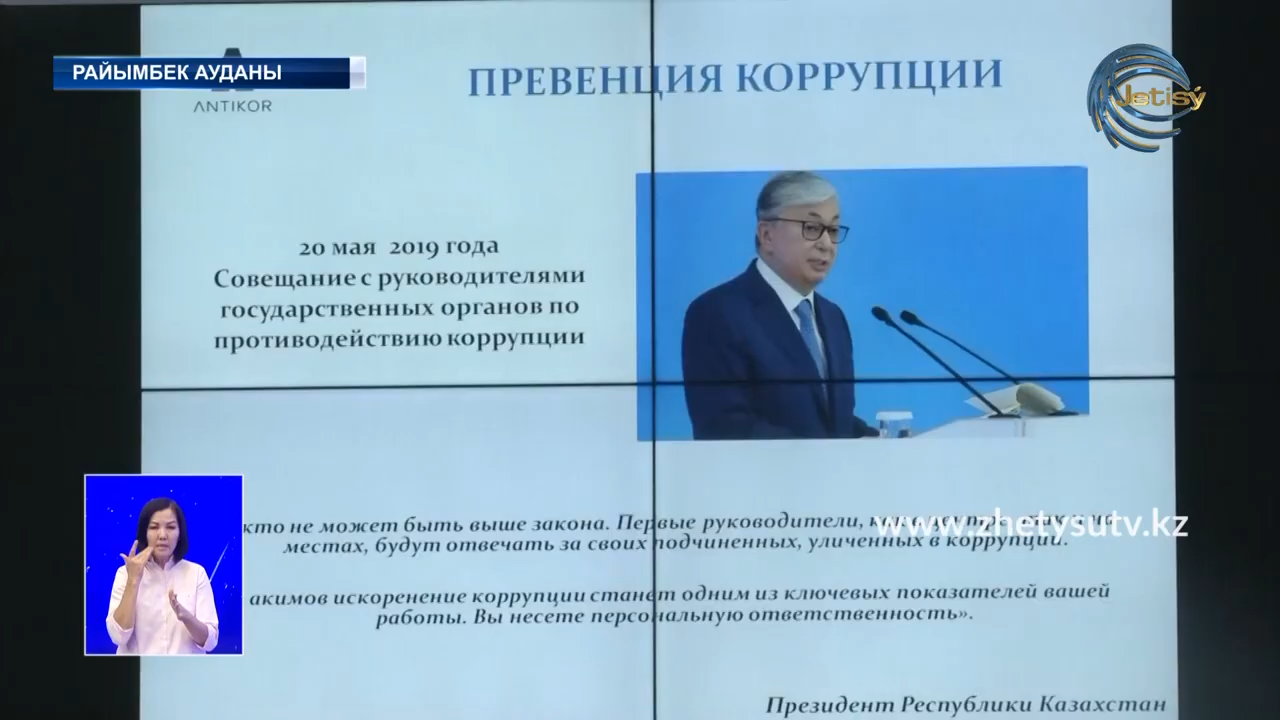 РАЙЫМБЕК АУДАНЫ
ANTIKOR
ПРЕВЕНЦИЯ КОРРУПЦИИ
Jetisý
20 мая 2019 года
Совещание с руководителями
государственных органов по
противодействию коррупции
кто не может быть выше закона. Первые руководители,
www.zhetysutv.kz
местах, будут отвечать за своих подчиненных, уличенных в коррупции.
акимов искоренение коррупции станет одним из ключевых показателей вашей
работы. Вы несете персональную ответственность».
Президент Республики Казахстан